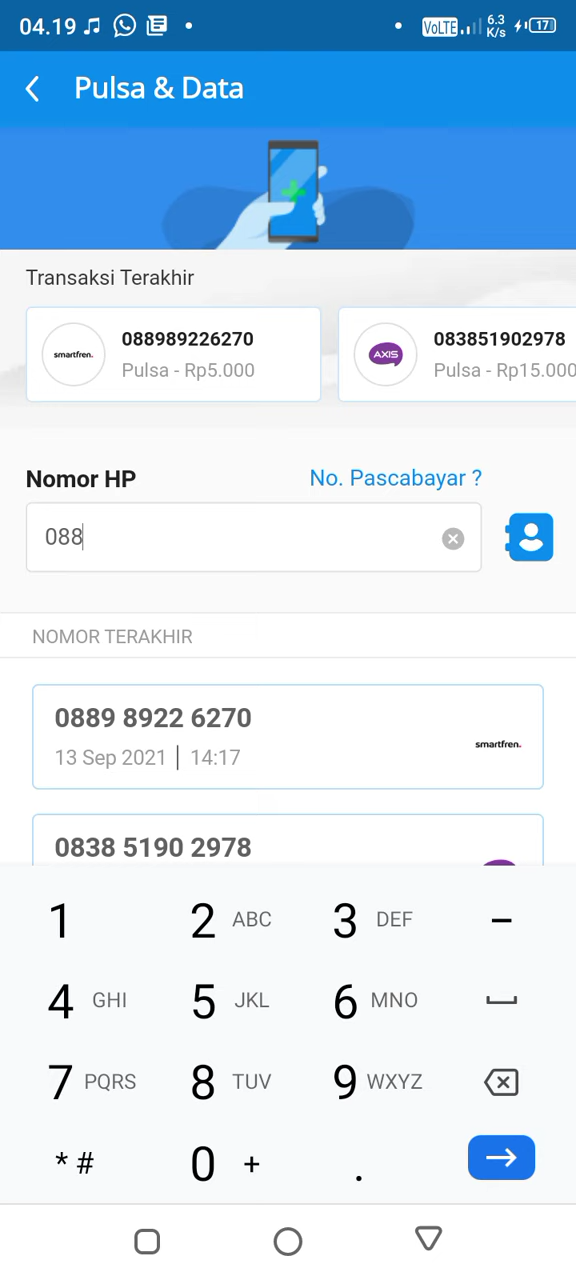 04.19 VoLTE 6.3 K/s 17
Pulsa & Data
Transaksi Terakhir
smartfren. 088989226270 AXIS 083851902978
Pulsa - Rp5.000 Pulsa - Rp15.000
Nomor HP No. Pascabayar ?
088
NOMOR TERAKHIR
0889 8922 6270
13 Sep 2021 | 14:17 smartfren.
0838 5190 2978
1 2 ABC 3 DEF –
4 GHI 5 JKL 6 MNO
7 PQRS 8 TUV 9 WXYZ
* # 0 + .